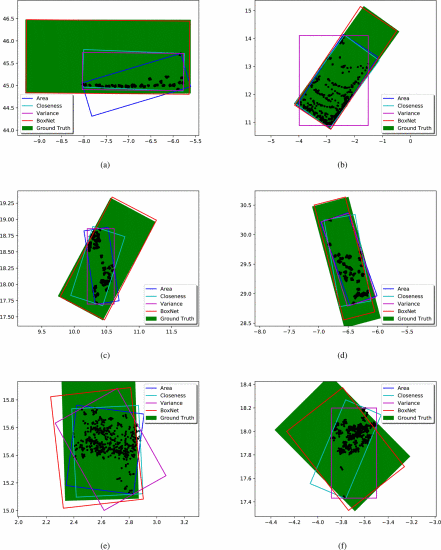 46.5
46.0
45.5
45.0
44.5
44.0
-9.0 -8.5 -8.0 -7.5 -7.0 -6.5 -6.0 -5.5
Area
Closeness
Variance
BoxNet
Ground Truth
(a)
15
14
13
12
11
-5 -4 -3 -2 -1 0
Area
Closeness
Variance
BoxNet
Ground Truth
(b)
19.25
19.00
18.75
18.50
18.25
18.00
17.75
17.50
9.5 10.0 10.5 11.0 11.5
Area
Closeness
Variance
BoxNet
Ground Truth
(c)
30.5
30.0
29.5
29.0
28.5
-8.0 -7.5 -7.0 -6.5 -6.0 -5.5
Area
Closeness
Variance
BoxNet
Ground Truth
(d)
15.8
15.6
15.4
15.2
15.0
2.0 2.2 2.4 2.6 2.8 3.0 3.2
Area
Closeness
Variance
BoxNet
Ground Truth
(e)
18.4
18.2
18.0
17.8
17.6
17.4
-4.4 -4.2 -4.0 -3.8 -3.6 -3.4 -3.2 -3.0
Area
Closeness
Variance
BoxNet
Ground Truth
(f)